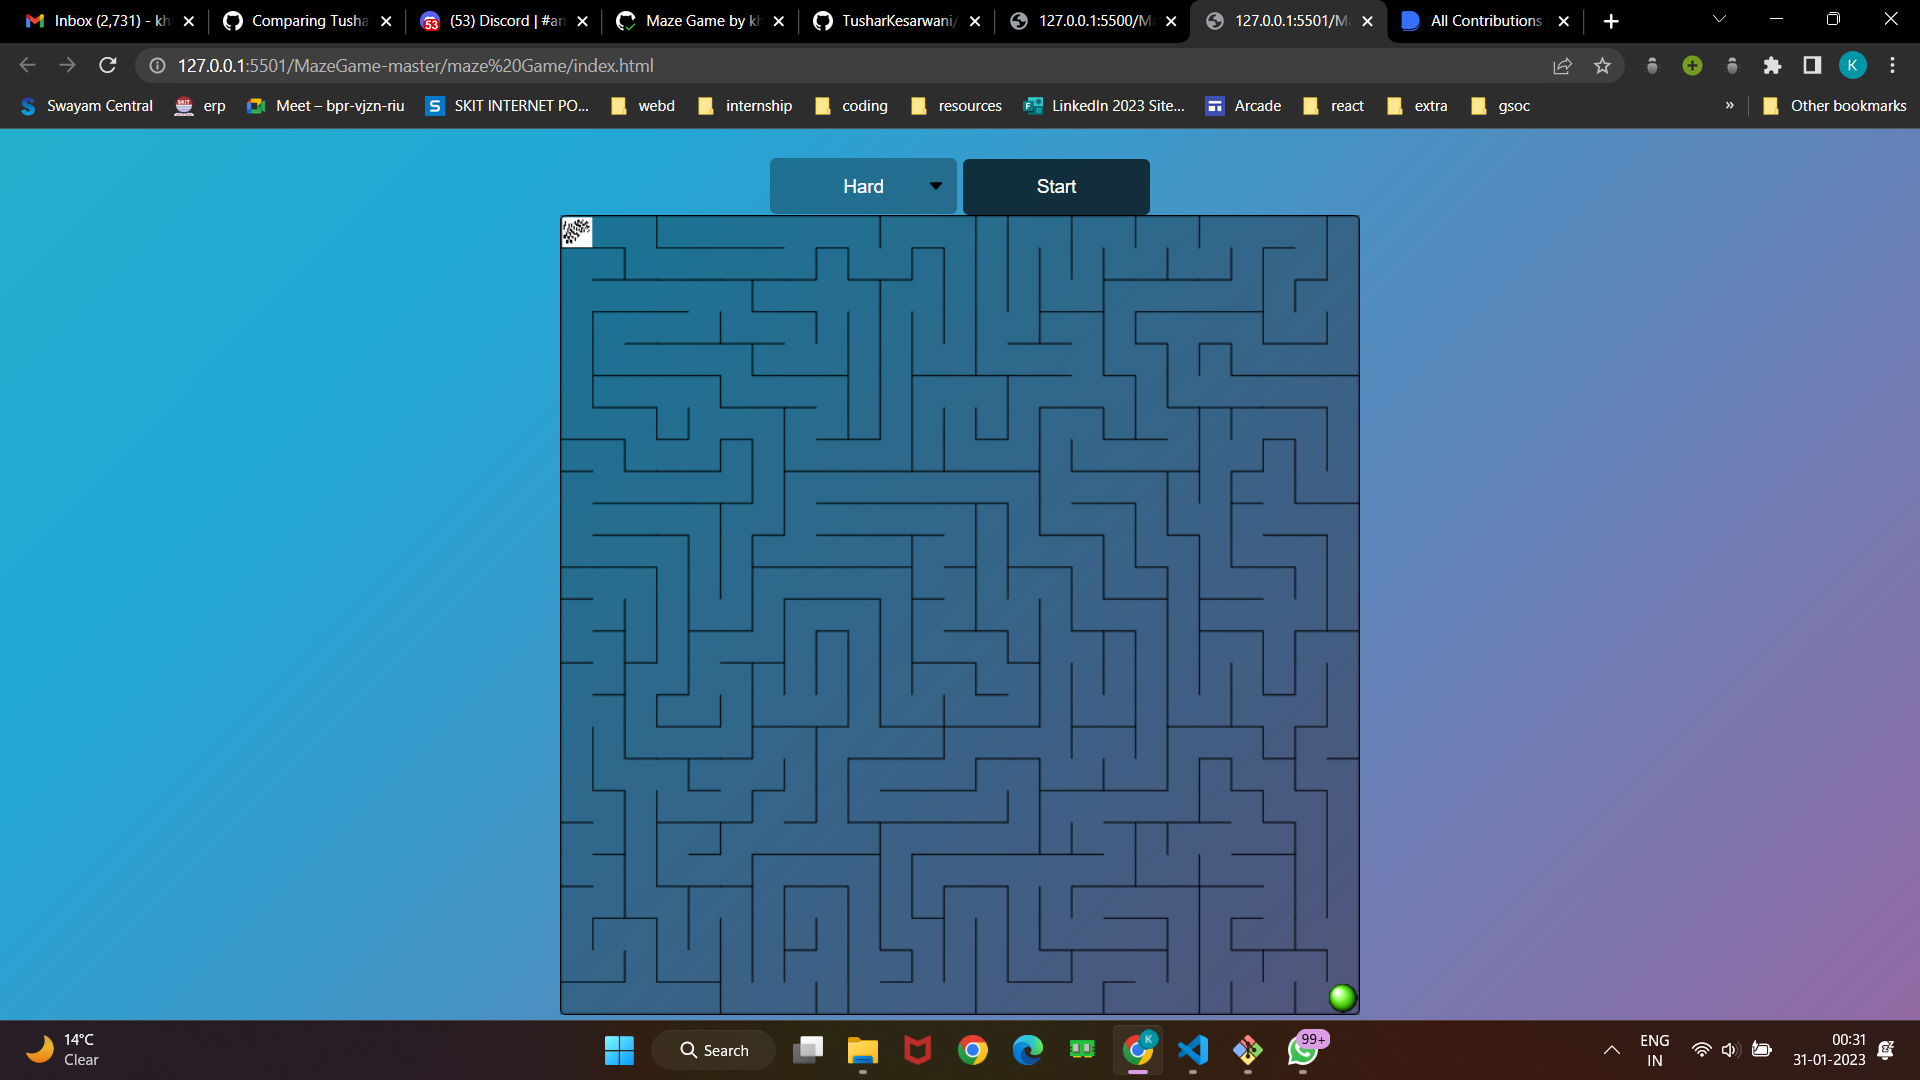 Inbox (2,731) - kh
Comparing Tusha
(53) Discord | #an
Maze Game by kh
TusharKesarwani/
127.0.0.1:5500/M
127.0.0.1:5501/M
All Contributions
127.0.0.1:5501/MazeGame-master/maze%20Game/index.html
K
Swayam Central
erp
Meet – bpr-vjzn-riu
SKIT INTERNET PO...
webd
internship
coding
resources
LinkedIn 2023 Site...
Arcade
react
extra
gsoc
»
Other bookmarks
Hard
Start
14°C
Clear
Search
K
99+
ENG
IN
00:31
31-01-2023